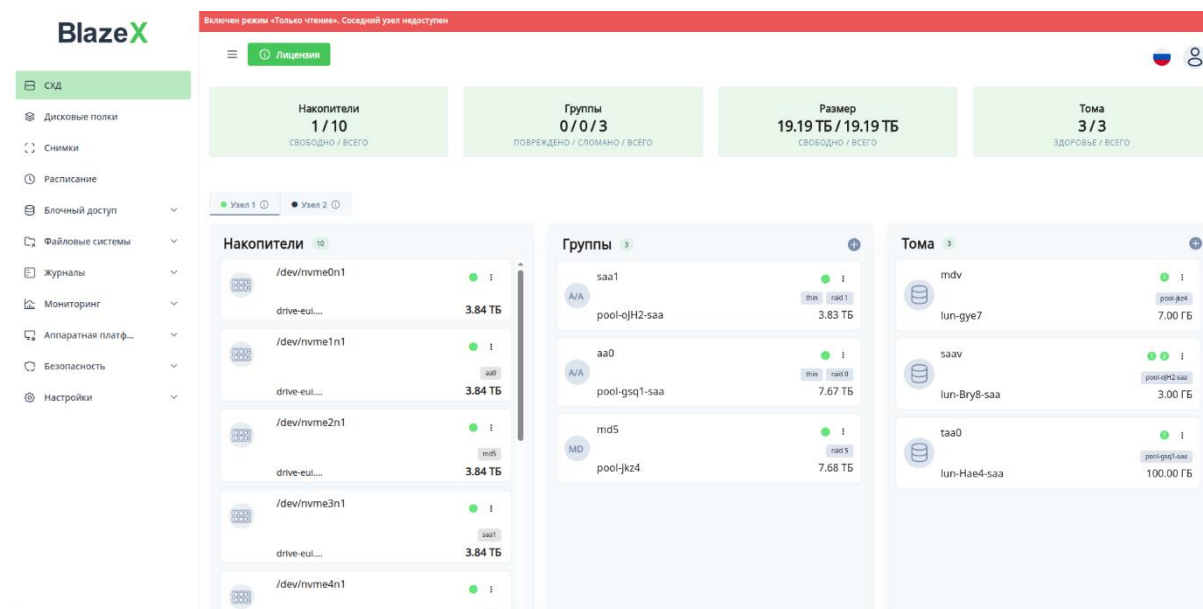 Включен режим «Только чтение». Соседний узел недоступен
BlazeX
Лицензия
СХД
Дисковые полки
Снимки
Расписание
Блочный доступ
Файловые системы
Журналы
Мониторинг
Аппаратная платф...
Безопасность
Настройки
Накопители
1 / 10
СВОБОДНО / ВСЕГО
Группы
0 / 0 / 3
ПОВРЕЖДЕНО / СЛОМАНО / ВСЕГО
Размер
19.19 ТБ / 19.19 ТБ
СВОБОДНО / ВСЕГО
Тома
3 / 3
ЗДОРОВЬЕ / ВСЕГО
Узел 1
Узел 2
Накопители 10
/dev/nvme0n1
drive-eui.... 3.84 ТБ
/dev/nvme1n1
aa0
drive-eui.... 3.84 ТБ
/dev/nvme2n1
md5
drive-eui.... 3.84 ТБ
/dev/nvme3n1
saa1
drive-eui.... 3.84 ТБ
/dev/nvme4n1
Группы 3
saa1
A/A
thin raid 1
pool-oJH2-saa 3.83 ТБ
aa0
A/A
thin raid 0
pool-gsq1-saa 7.67 ТБ
md5
MD
raid 5
pool-jkz4 7.68 ТБ
Тома 3
mdv 1
pool-jkz4
lun-gye7 7.00 ГБ
saav 1 2
pool-oJH2-saa
lun-Bry8-saa 3.00 ГБ
taa0 1
pool-gsq1-saa
lun-Hae4-saa 100.00 ГБ